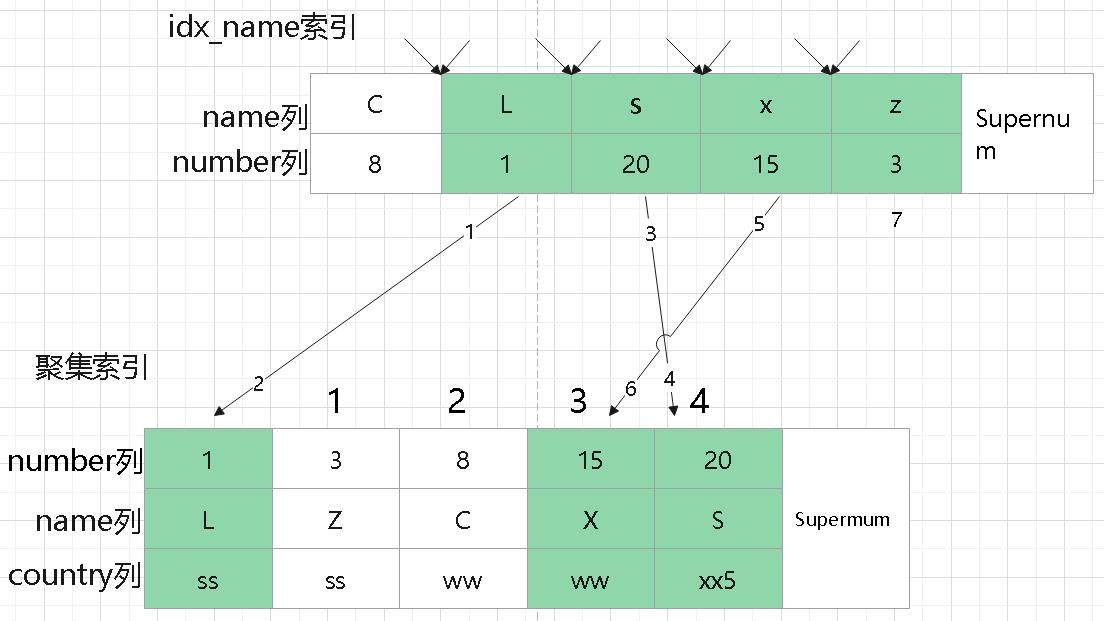 idx_name索引
name列 C L s x z
Supernu
m
number列 8 1 20 15 3
1 3 5 7
聚集索引
2 6 4
1 2 3 4
number列 1 3 8 15 20
name列 L Z C X S Supermum
country列 ss ss ww ww xx5